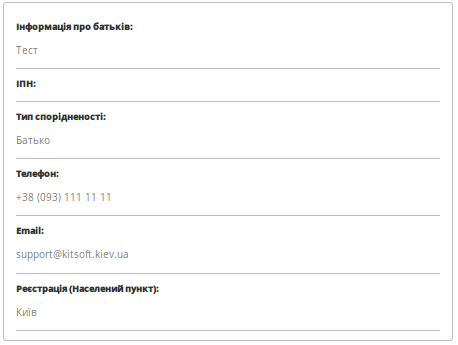 Інформація про батьків:
Тест
ІПН:
Тип спорідненості:
Батько
Телефон:
+38 (093) 111 11 11
Email:
support@kitsoft.kiev.ua
Реєстрація (Населений пункт):
Київ